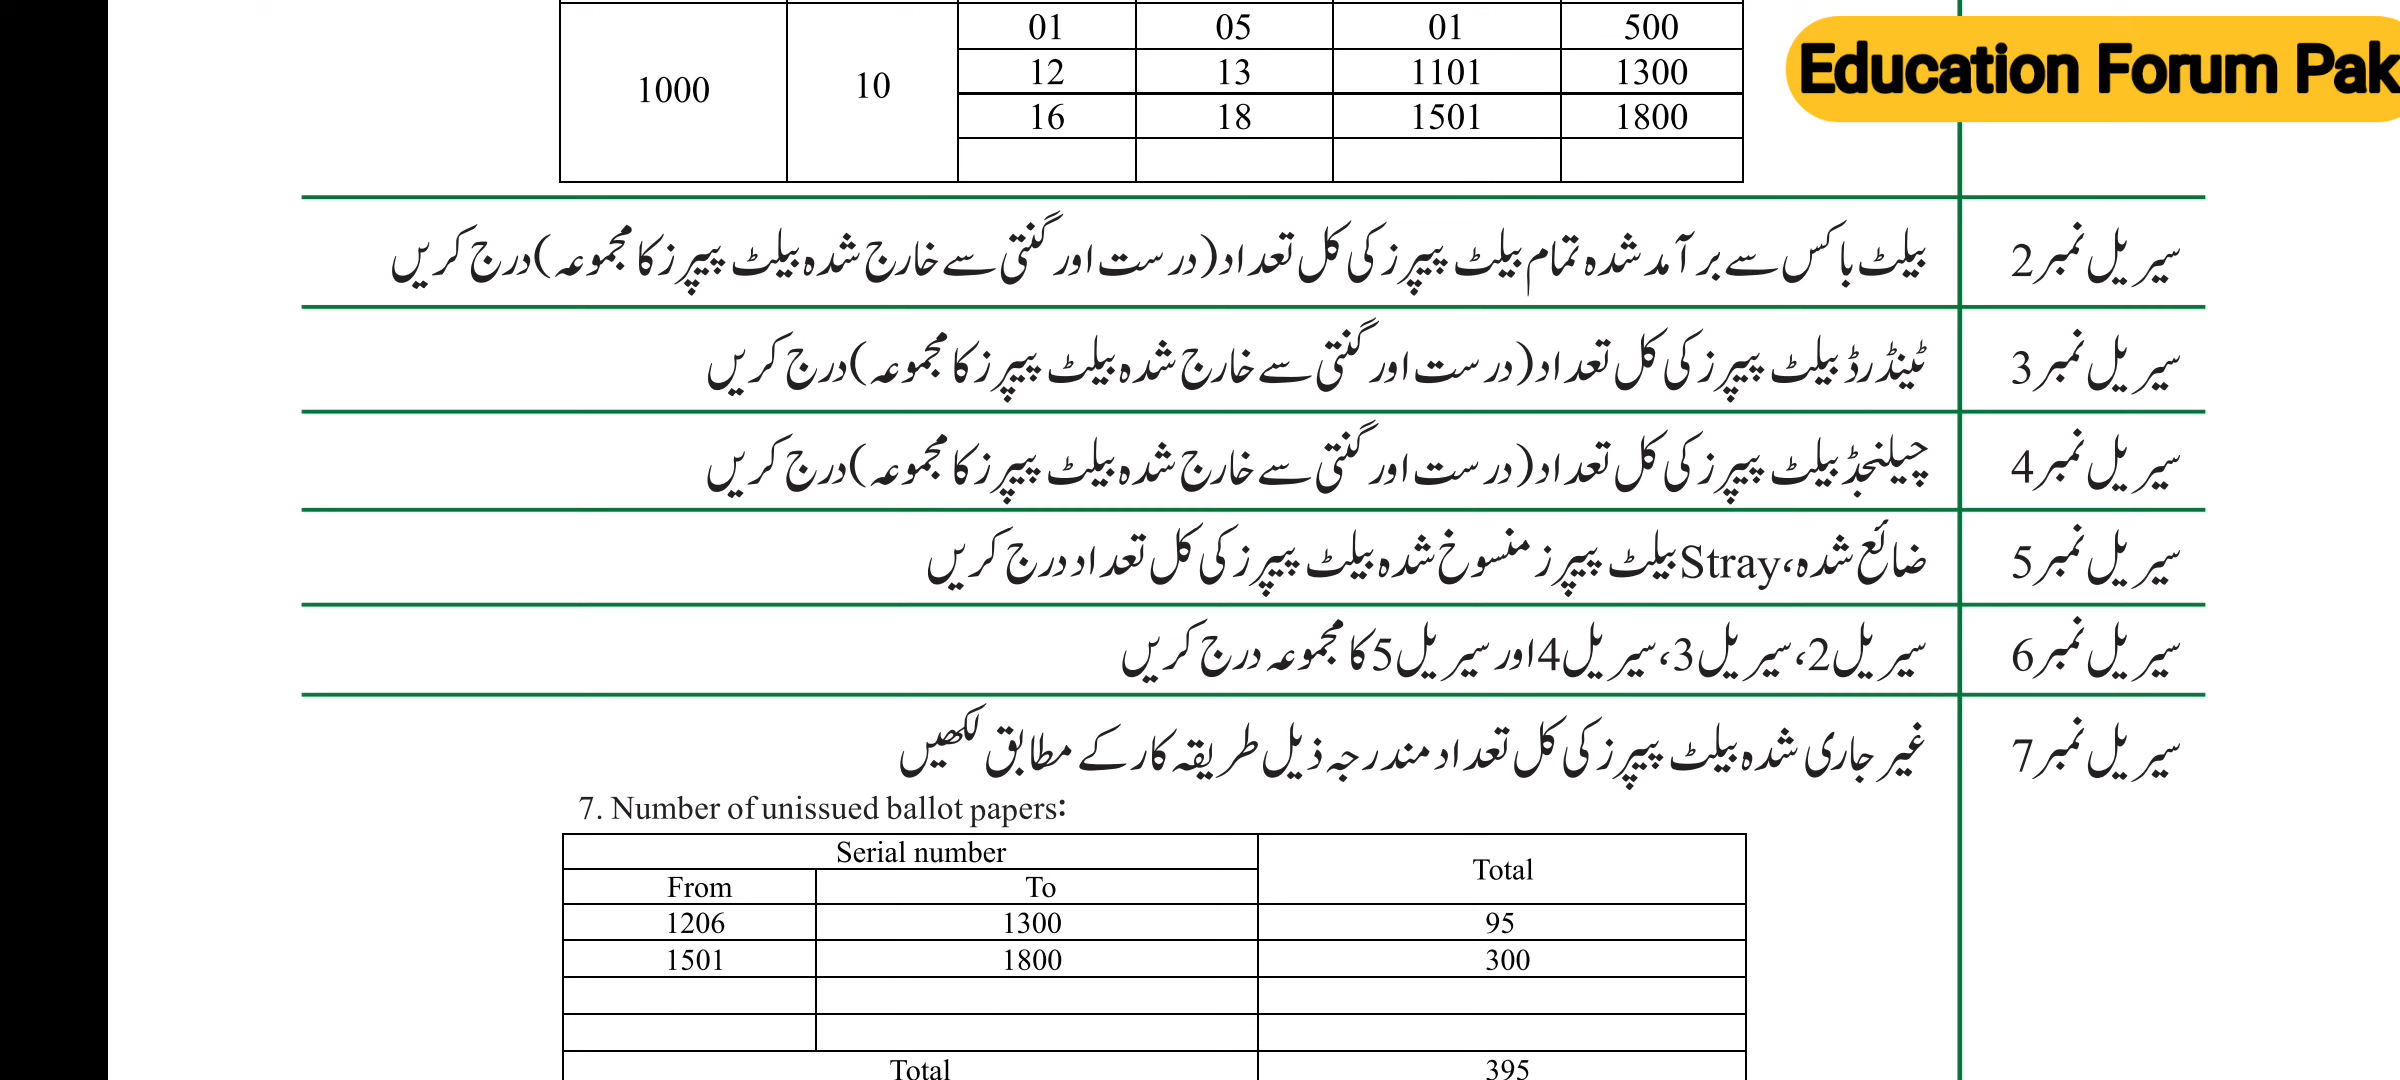 01 05 01 500
Education Forum Pak
1000 10 12 13 1101 1300
16 18 1501 1800
سیریل نمبر 2 بیلٹ باکس سے برآمد شدہ تمام بیلٹ پیپرز کی کل تعداد (درست اور گنتی سے خارج شدہ بیلٹ پیپرز کا مجموعہ) درج کریں
سیریل نمبر 3 ٹینڈرڈ بیلٹ پیپرز کی کل تعداد (درست اور گنتی سے خارج شدہ بیلٹ پیپرز کا مجموعہ) درج کریں
سیریل نمبر 4 چیلنجڈ بیلٹ پیپرز کی کل تعداد (درست اور گنتی سے خارج شدہ بیلٹ پیپرز کا مجموعہ) درج کریں
سیریل نمبر 5 ضائع شدہ، Stray بیلٹ پیپرز منسوخ شدہ بیلٹ پیپرز کی کل تعداد درج کریں
سیریل نمبر 6 سیریل 2، سیریل 3، سیریل 4 اور سیریل 5 کا مجموعہ درج کریں
سیریل نمبر 7 غیر جاری شدہ بیلٹ پیپرز کی کل تعداد مندرجہ ذیل طریقہ کار کے مطابق لکھیں
7. Number of unissued ballot papers:
Serial number Total
From To
1206 1300 95
1501 1800 300
Total 395